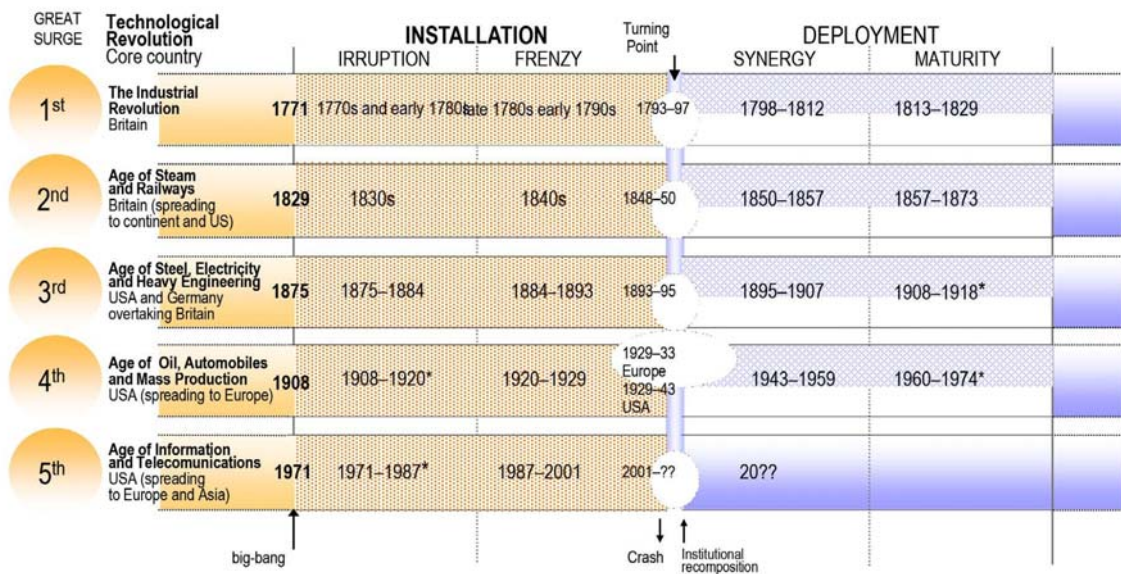 GREAT
SURGE
Technological
Revolution
Core country
INSTALLATION
Turning
Point
DEPLOYMENT
IRRUPTION
FRENZY
SYNERGY
MATURITY
1st
The Industrial
Revolution
Britain
1771
1770s and early 1780s
late 1780s early 1790s
1793–97
1798–1812
1813–1829
2nd
Age of Steam
and Railways
Britain (spreading
to continent and US)
1829
1830s
1840s
1848–50
1850–1857
1857–1873
3rd
Age of Steel, Electricity
and Heavy Engineering
USA and Germany
overtaking Britain
1875
1875–1884
1884–1893
1893–95
1895–1907
1908–1918*
4th
Age of Oil, Automobiles
and Mass Production
USA (spreading to Europe)
1908
1908–1920*
1920–1929
1929–33
Europe
1929–43
USA
1943–1959
1960–1974*
5th
Age of Information
and Telecomunications
USA (spreading
to Europe and Asia)
1971
1971–1987*
1987–2001
2001–??
20??
big-bang
Crash
Institutional
recomposition